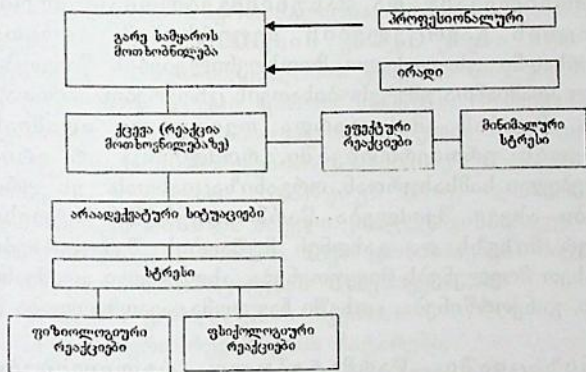 პროფესიონალური
გარე სამყაროს
მოთხოვნილება
ირადი
ქცევა (რეაქცია
მოთხოვნილებაზე)
ეფექტური
რეაქციები
მინიმალური
სტრესი
არაადექვატური სიტუაციები
სტრესი
ფიზიოლოგიური
რეაქციები
ფსიქოლოგიური
რეაქციები